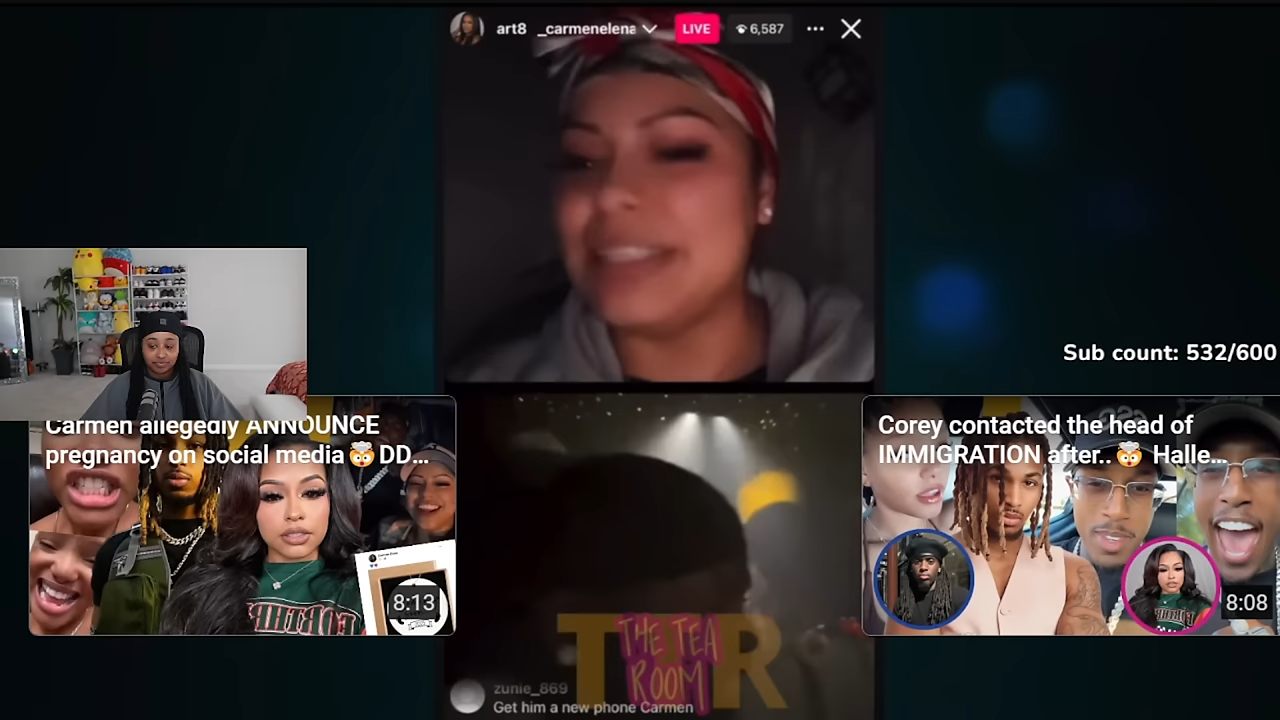 art8 _carmenelena
LIVE
6,587
Sub count: 532/600
Carmen allegedly ANNOUNCE
pregnancy on social media🤯DD...
8:13
Corey contacted the head of
IMMIGRATION after..🤯 Halle...
8:08
T R
THE TEA
ROOM
zunie_869
Get him a new phone Carmen